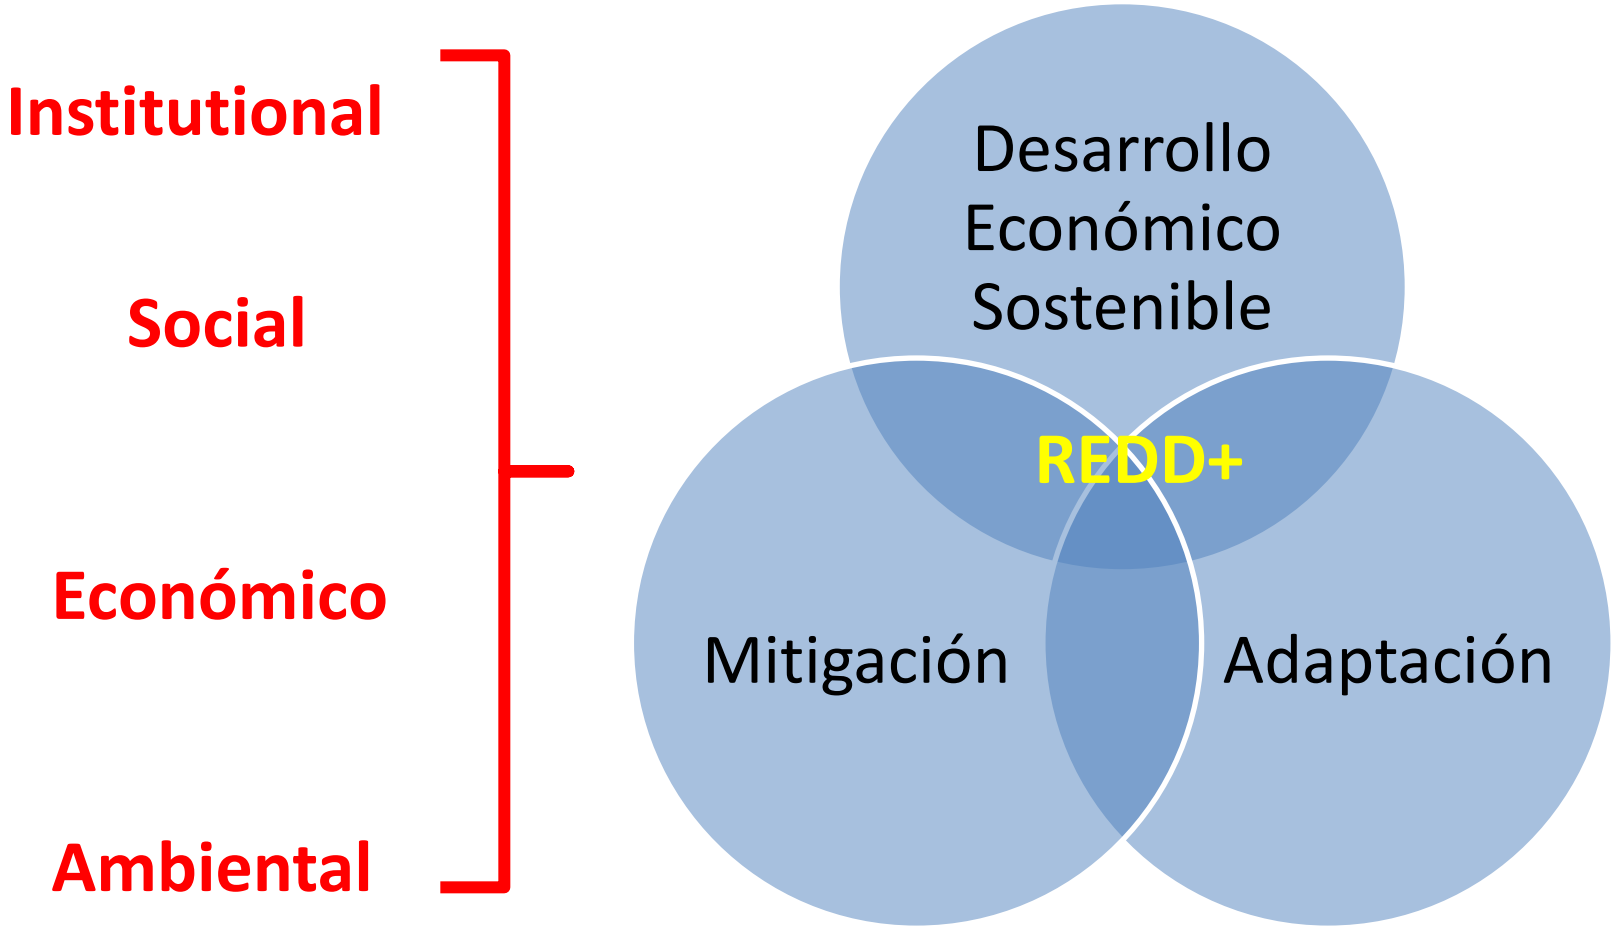 Institutional
Social
Económico
Ambiental
Desarrollo
Económico
Sostenible
REDD+
Mitigación
Adaptación